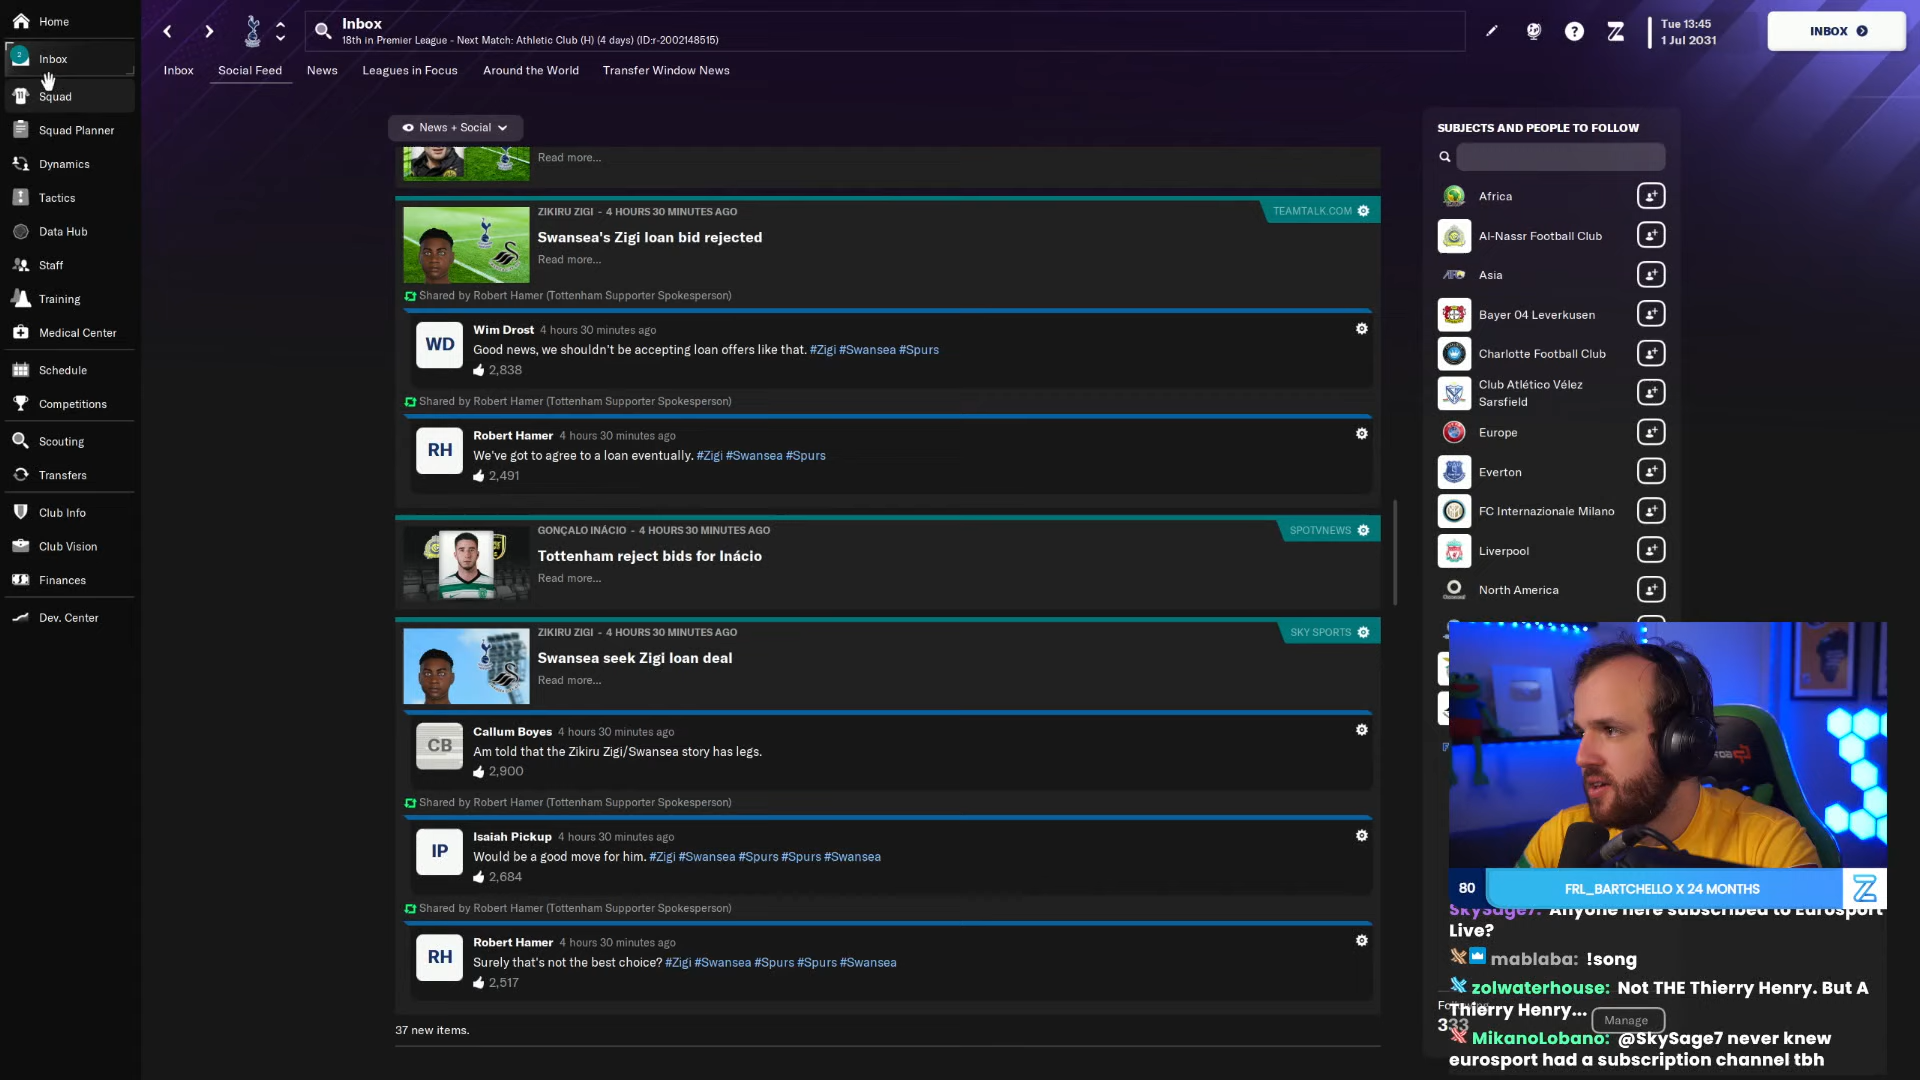 Home
2
Inbox
Squad
Squad Planner
Dynamics
Tactics
Data Hub
Staff
Training
Medical Center
Schedule
Competitions
Scouting
Transfers
Club Info
Club Vision
Finances
Dev. Center
Inbox
18th in Premier League - Next Match: Athletic Club (H) (4 days) (ID:r-2002148515)
Tue 13:45
1 Jul 2031
INBOX
Inbox
Social Feed
News
Leagues in Focus
Around the World
Transfer Window News
News + Social
Read more...
ZIKIRU ZIGI - 4 HOURS 30 MINUTES AGO
TEAMTALK.COM
Swansea's Zigi loan bid rejected
Read more...
Shared by Robert Hamer (Tottenham Supporter Spokesperson)
WD
Wim Drost 4 hours 30 minutes ago
Good news, we shouldn't be accepting loan offers like that. #Zigi #Swansea #Spurs
2,838
Shared by Robert Hamer (Tottenham Supporter Spokesperson)
RH
Robert Hamer 4 hours 30 minutes ago
We've got to agree to a loan eventually. #Zigi #Swansea #Spurs
2,491
GONÇALO INÁCIO - 4 HOURS 30 MINUTES AGO
SPOTVNEWS
Tottenham reject bids for Inácio
Read more...
ZIKIRU ZIGI - 4 HOURS 30 MINUTES AGO
SKY SPORTS
Swansea seek Zigi loan deal
Read more...
CB
Callum Boyes 4 hours 30 minutes ago
Am told that the Zikiru Zigi/Swansea story has legs.
2,900
Shared by Robert Hamer (Tottenham Supporter Spokesperson)
IP
Isaiah Pickup 4 hours 30 minutes ago
Would be a good move for him. #Zigi #Swansea #Spurs #Spurs #Swansea
2,684
Shared by Robert Hamer (Tottenham Supporter Spokesperson)
RH
Robert Hamer 4 hours 30 minutes ago
Surely that's not the best choice? #Zigi #Swansea #Spurs #Spurs #Swansea
2,517
37 new items.
SUBJECTS AND PEOPLE TO FOLLOW
Africa
Al-Nassr Football Club
Asia
Bayer 04 Leverkusen
Charlotte Football Club
Club Atlético Vélez
Sarsfield
Europe
Everton
FC Internazionale Milano
Liverpool
North America
80
FRL_BARTCHELLO X 24 MONTHS
SkySage7: Anyone here subscribed to Eurosport
Live?
mablaba: !song
zolwaterhouse: Not THE Thierry Henry. But A
Thierry Henry...
Manage
333
MikanoLobano: @SkySage7 never knew
eurosport had a subscription channel tbh